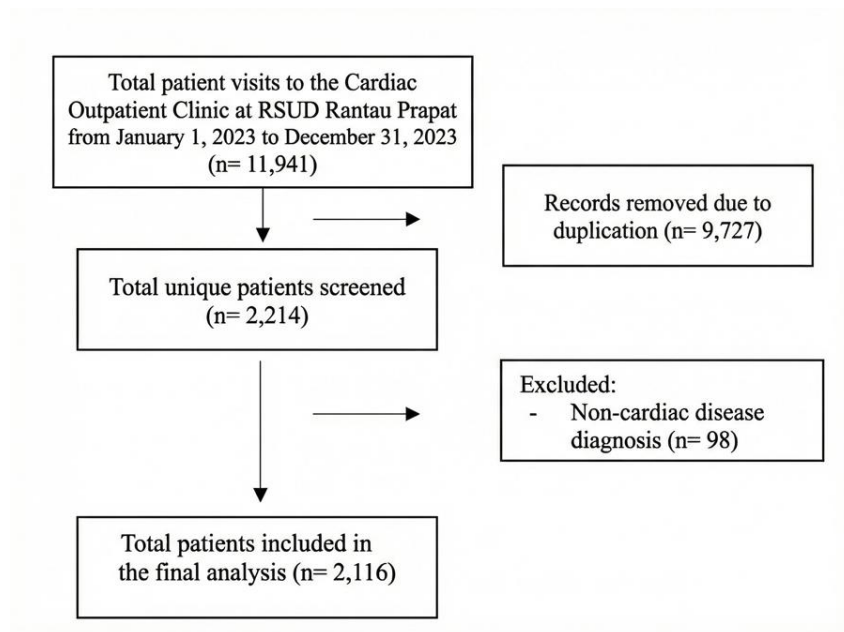 Total patient visits to the Cardiac
Outpatient Clinic at RSUD Rantau Prapat
from January 1, 2023 to December 31, 2023
(n= 11,941)
Records removed due to
duplication (n= 9,727)
Total unique patients screened
(n= 2,214)
Excluded:
- Non-cardiac disease
diagnosis (n= 98)
Total patients included in
the final analysis (n= 2,116)